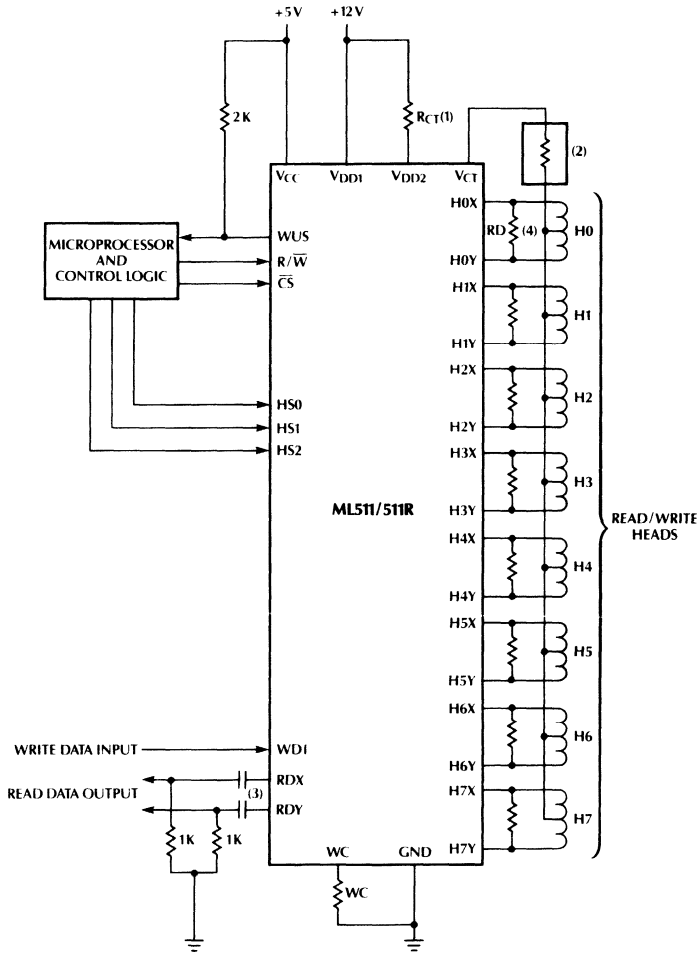 +5V
+12V
2K
RCT(1)
(2)
VCC
VDD1
VDD2
VCT
MICROPROCESSOR
AND
CONTROL LOGIC
WUS
R/W̅
C̅S̅
HS0
HS1
HS2
ML511/511R
H0X
RD (4)
H0
H0Y
H1X
H1
H1Y
H2X
H2
H2Y
H3X
H3
H3Y
H4X
H4
H4Y
H5X
H5
H5Y
H6X
H6
H6Y
H7X
H7
H7Y
READ/WRITE
HEADS
WRITE DATA INPUT
WDI
RDX
READ DATA OUTPUT
(3)
RDY
1K
1K
WC
GND
WC